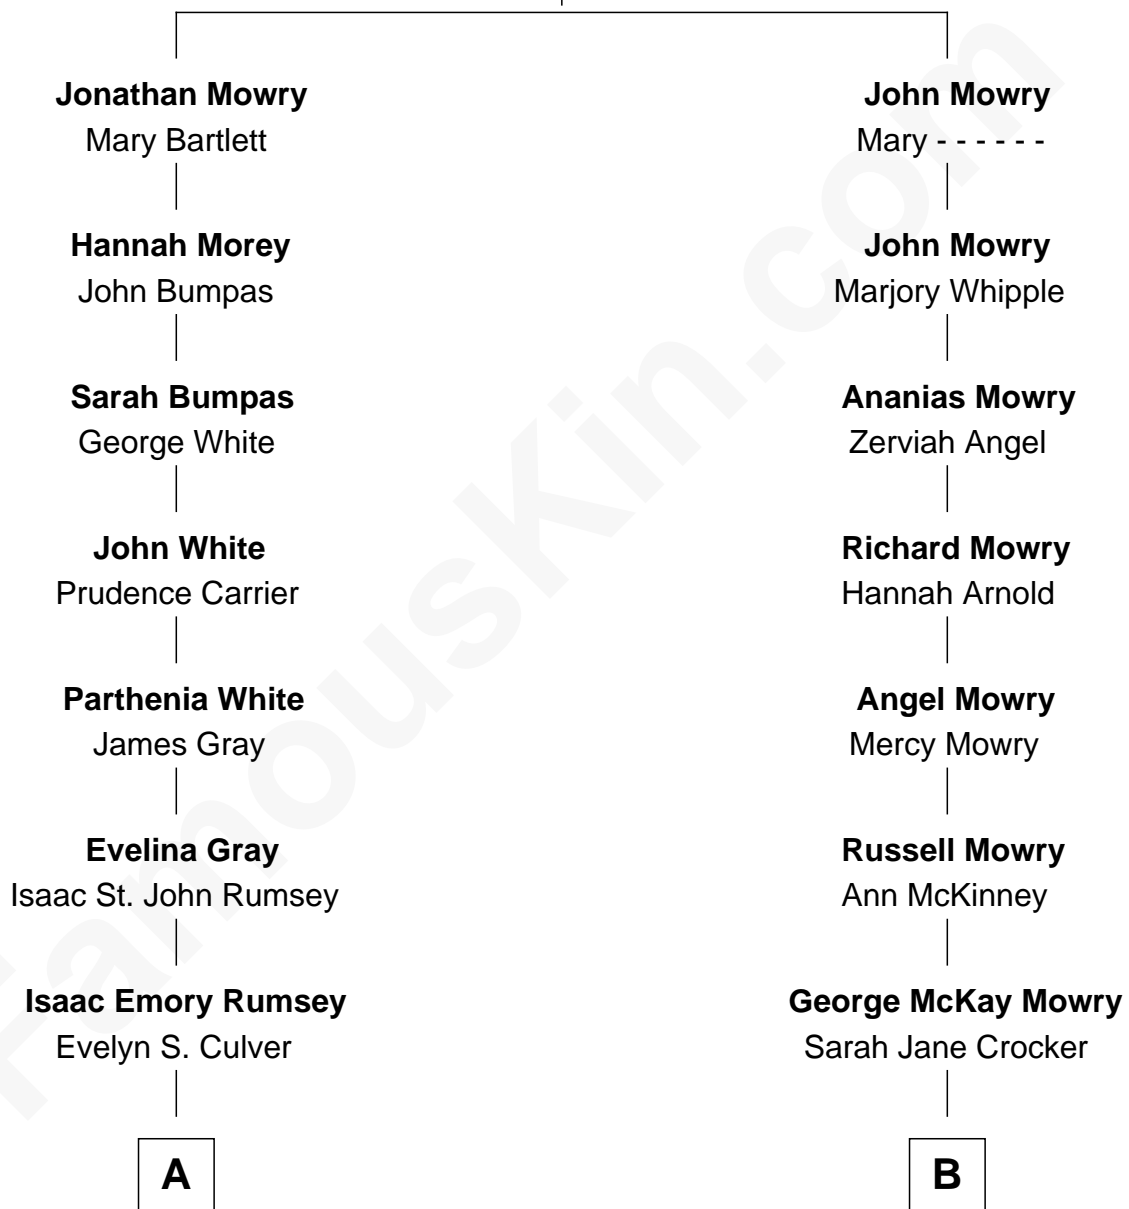 Jonathan Mowry
Mary Bartlett
John Mowry
Mary - - - - - -
Hannah Morey
John Bumpas
John Mowry
Marjory Whipple
Sarah Bumpas
George White
Ananias Mowry
Zerviah Angel
John White
Prudence Carrier
Richard Mowry
Hannah Arnold
Parthenia White
James Gray
Angel Mowry
Mercy Mowry
Evelina Gray
Isaac St. John Rumsey
Russell Mowry
Ann McKinney
Isaac Emory Rumsey
Evelyn S. Culver
George McKay Mowry
Sarah Jane Crocker
A
B
FamousKin.com